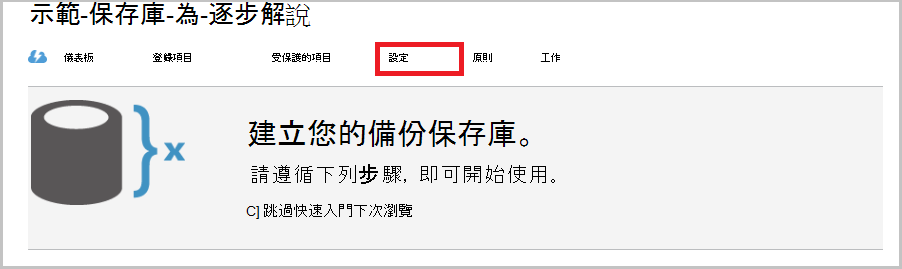 示範-保存庫-為-逐步解說
儀表板 登錄項目 受保護的項目 設定 原則 工作
建立您的備份保存庫。
請遵循下列步驟, 即可開始使用。
C] 跳過快速入門下次瀏覽